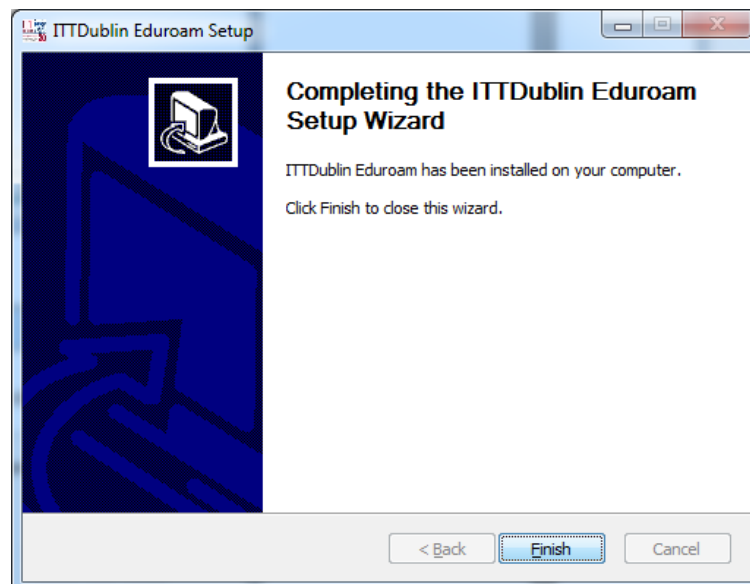 ITTDublin Eduroam Setup
Completing the ITTDublin Eduroam
Setup Wizard
ITTDublin Eduroam has been installed on your computer.
Click Finish to close this wizard.
< Back Finish Cancel